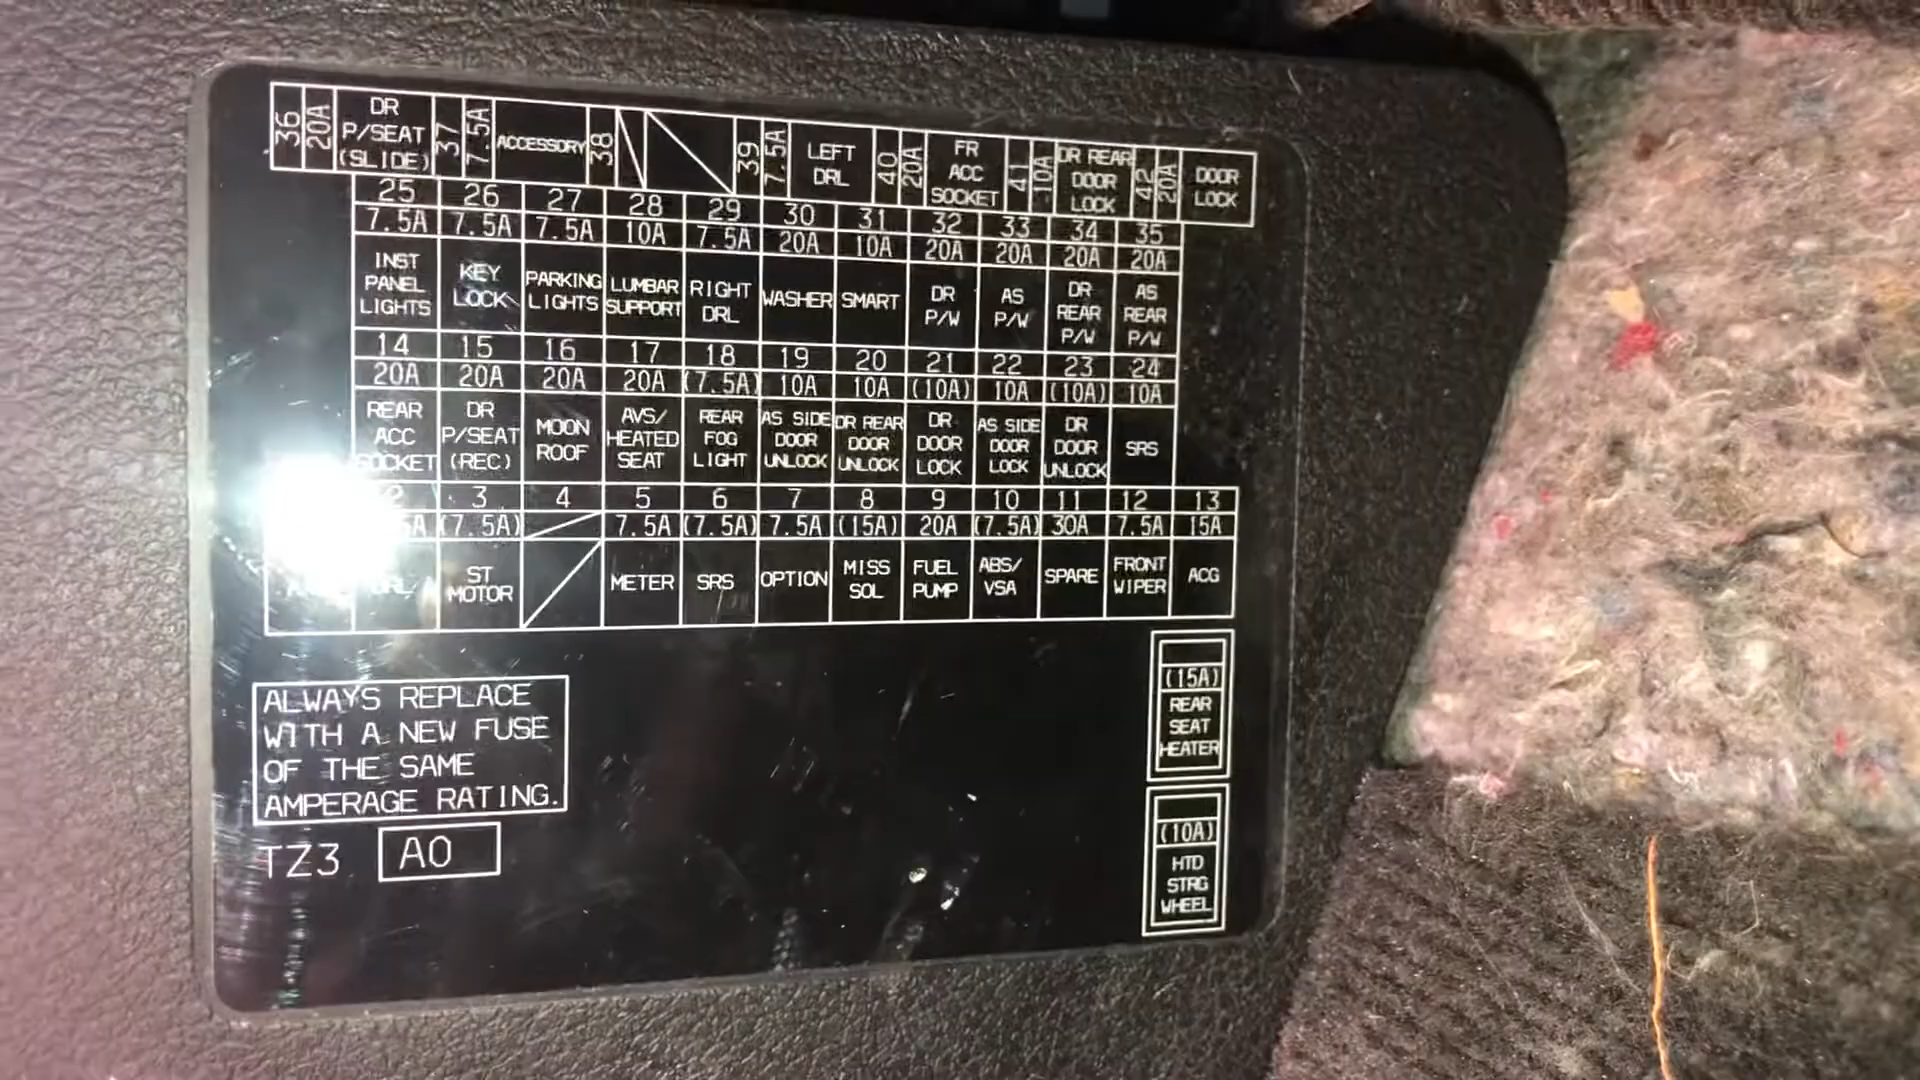 36 20A DR P/SEAT (SLIDE) 37 7.5A ACCESSORY 38 39 7.5A LEFT DRL 40 20A FR ACC SOCKET 41 10A DR REAR DOOR LOCK 42 20A DOOR LOCK
25 26 27 28 29 30 31 32 33 34 35
7.5A 7.5A 7.5A 10A 7.5A 20A 10A 20A 20A 20A 20A
INST PANEL LIGHTS KEY LOCK PARKING LIGHTS LUMBAR SUPPORT RIGHT DRL WASHER SMART DR P/W AS P/W DR REAR P/W AS REAR P/W
14 15 16 17 18 19 20 21 22 23 24
20A 20A 20A 20A (7.5A) 10A 10A (10A) 10A (10A) 10A
REAR ACC SOCKET DR P/SEAT (REC) MOON ROOF AVS/ HEATED SEAT REAR FOG LIGHT AS SIDE DOOR UNLOCK DR REAR DOOR UNLOCK DR DOOR LOCK AS SIDE DOOR LOCK DR DOOR UNLOCK SRS
2 3 4 5 6 7 8 9 10 11 12 13
(7.5A) 7.5A (7.5A) 7.5A (15A) 20A (7.5A) 30A 7.5A 15A
DRL ST MOTOR METER SRS OPTION MISS SOL FUEL PUMP ABS/ VSA SPARE FRONT WIPER ACG
(15A)
REAR
SEAT
HEATER
(10A)
HTD
STRG
WHEEL
ALWAYS REPLACE
WITH A NEW FUSE
OF THE SAME
AMPERAGE RATING.
TZ3 A0